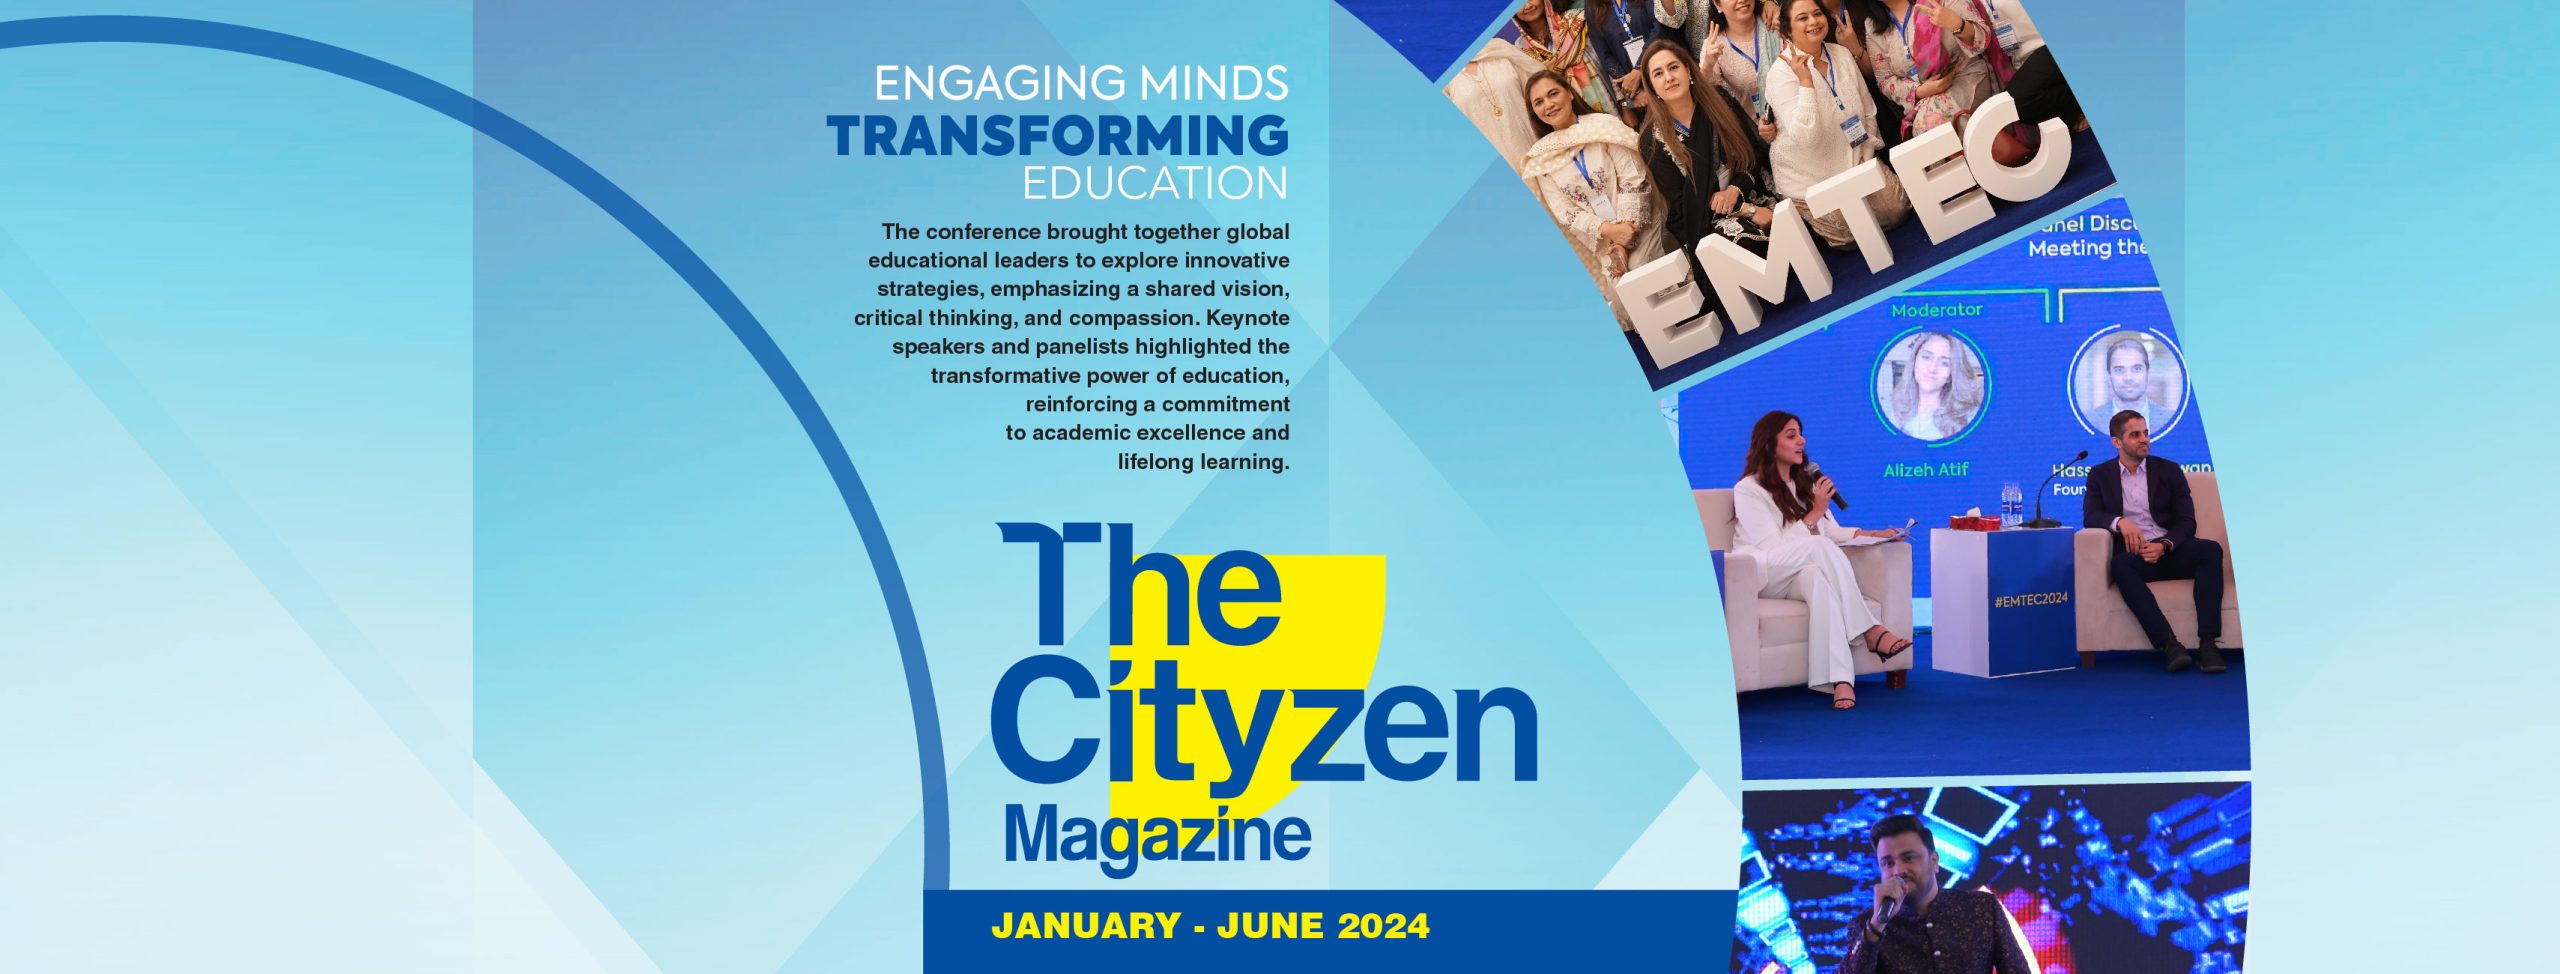 ENGAGING MINDS
TRANSFORMING
EDUCATION
The conference brought together global
educational leaders to explore innovative
strategies, emphasizing a shared vision,
critical thinking, and compassion. Keynote
speakers and panelists highlighted the
transformative power of education,
reinforcing a commitment
to academic excellence and
lifelong learning.
The
Cityzen
Magazine
JANUARY - JUNE 2024
EMTEC
Meeting the
Moderator
Alizeh Atif
#EMTEC2024